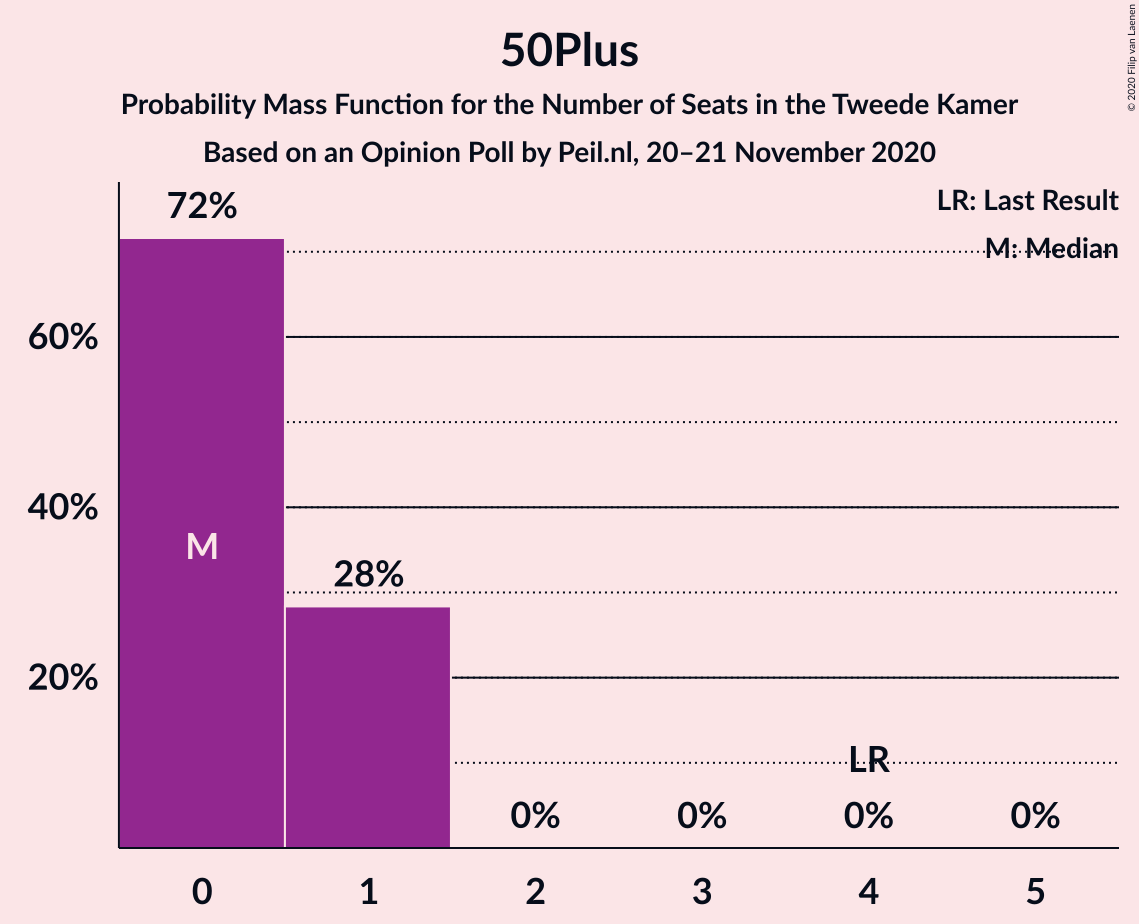 50Plus
Probability Mass Function for the Number of Seats in the Tweede Kamer
Based on an Opinion Poll by Peil.nl, 20–21 November 2020
© 2020 Filip van Laenen
LR: Last Result
M: Median
72%
60%
40%
M
28%
20%
LR
0% 0% 0% 0%
0 1 2 3 4 5